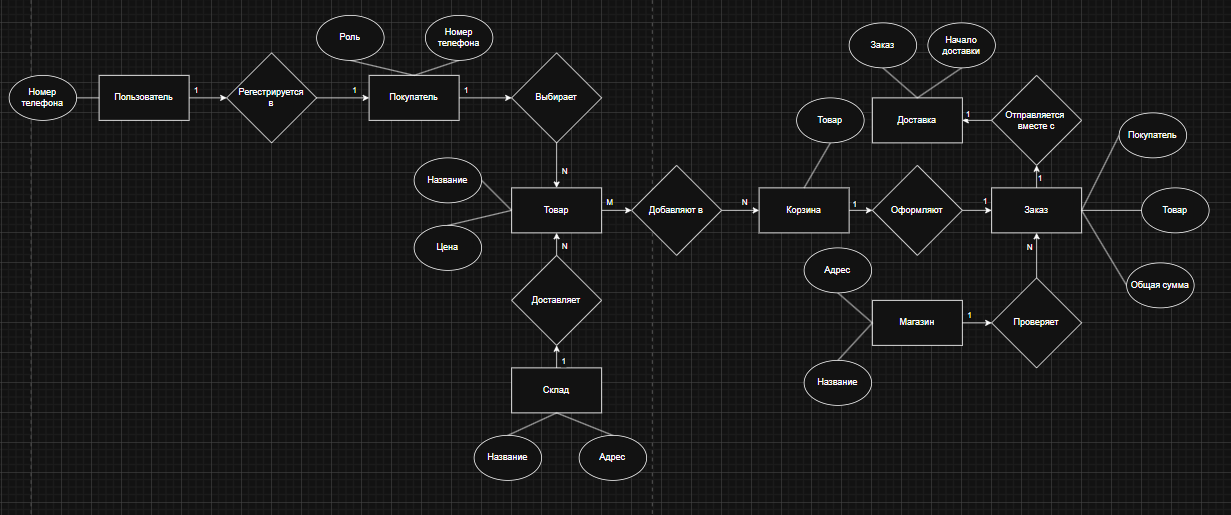 Номер
телефона
Пользователь
1
Регестрируется
в
1
Роль
Номер
телефона
Покупатель
1
Выбирает
N
Название
Цена
Товар
M
N
Доставляет
1
Склад
Название
Адрес
Добавляют в
N
Товар
Корзина
1
Оформляют
1
Заказ
Начало
доставки
Доставка
1
Отправляется
вместе с
1
Заказ
Покупатель
Товар
Общая сумма
N
Проверяет
1
Магазин
Адрес
Название